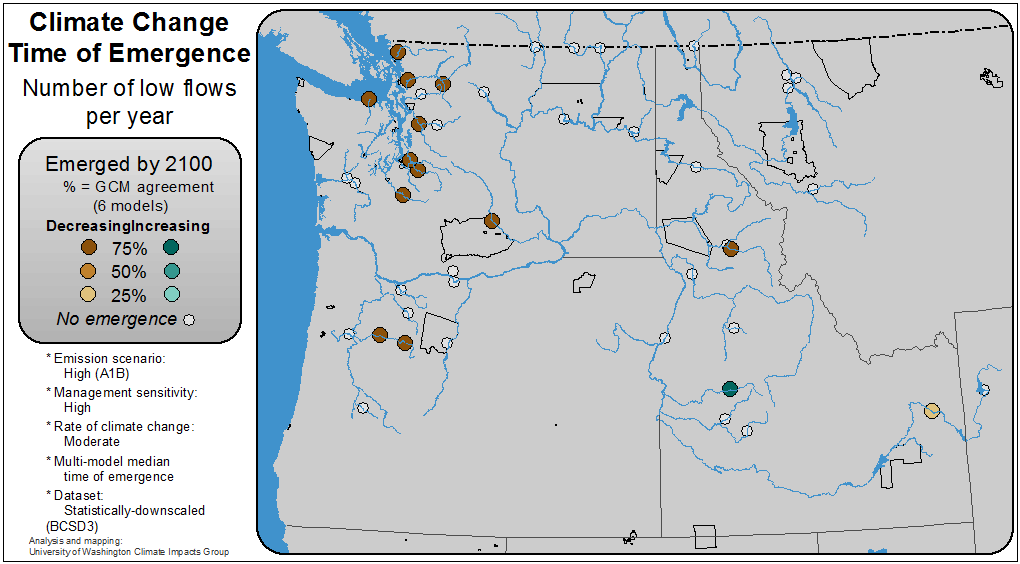 Climate Change
Time of Emergence
Number of low flows
per year
Emerged by 2100
% = GCM agreement
(6 models)
DecreasingIncreasing
75%
50%
25%
No emergence
* Emission scenario:
High (A1B)
* Management sensitivity:
High
* Rate of climate change:
Moderate
* Multi-model median
time of emergence
* Dataset:
Statistically-downscaled
(BCSD3)
Analysis and mapping:
University of Washington Climate Impacts Group